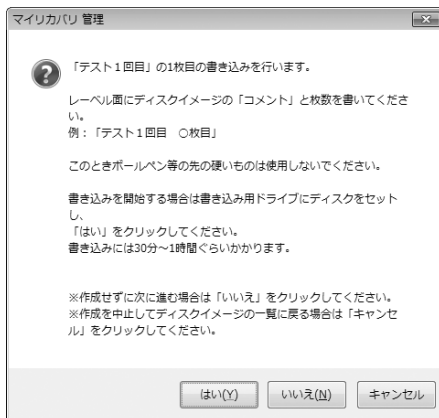 マイリカバリ 管理
「テスト1回目」の1枚目の書き込みを行います。
レーベル面にディスクイメージの「コメント」と枚数を書いてくださ
い。
例：「テスト1回目　○枚目」
このときボールペン等の先の硬いものは使用しないでください。
書き込みを開始する場合は書き込み用ドライブにディスクをセット
し、
「はい」をクリックしてください。
書き込みには30分～1時間ぐらいかかります。
※作成せずに次に進む場合は「いいえ」をクリックしてください。
※作成を中止してディスクイメージの一覧に戻る場合は「キャンセ
ル」をクリックしてください。
はい(Y) いいえ(N) キャンセル